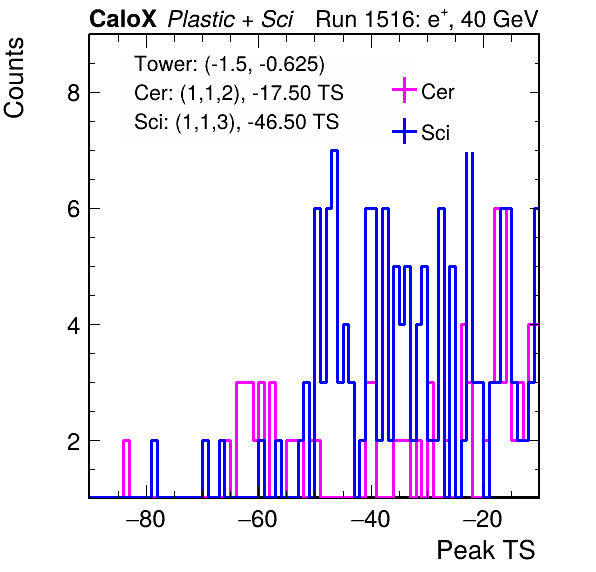 CaloX Plastic + Sci Run 1516: e+, 40 GeV
Tower: (-1.5, -0.625)
Cer: (1,1,2), -17.50 TS
Sci: (1,1,3), -46.50 TS
Cer
Sci
Counts
8
6
4
2
−80 −60 −40 −20
Peak TS